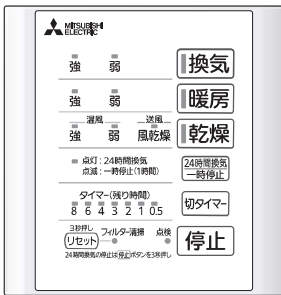 MITSUBISHI
ELECTRIC
強 弱 換気
強 弱 暖房
温風 送風
強 弱 風乾燥 乾燥
点灯:24時間換気
点滅:一時停止(1時間)
24時間換気
一時停止
タイマー(残り時間)
8 6 4 3 2 1 0.5
切タイマー
3秒押し
リセット フィルター清掃 点検
停止
24時間換気の停止は停止ボタンを3秒押し